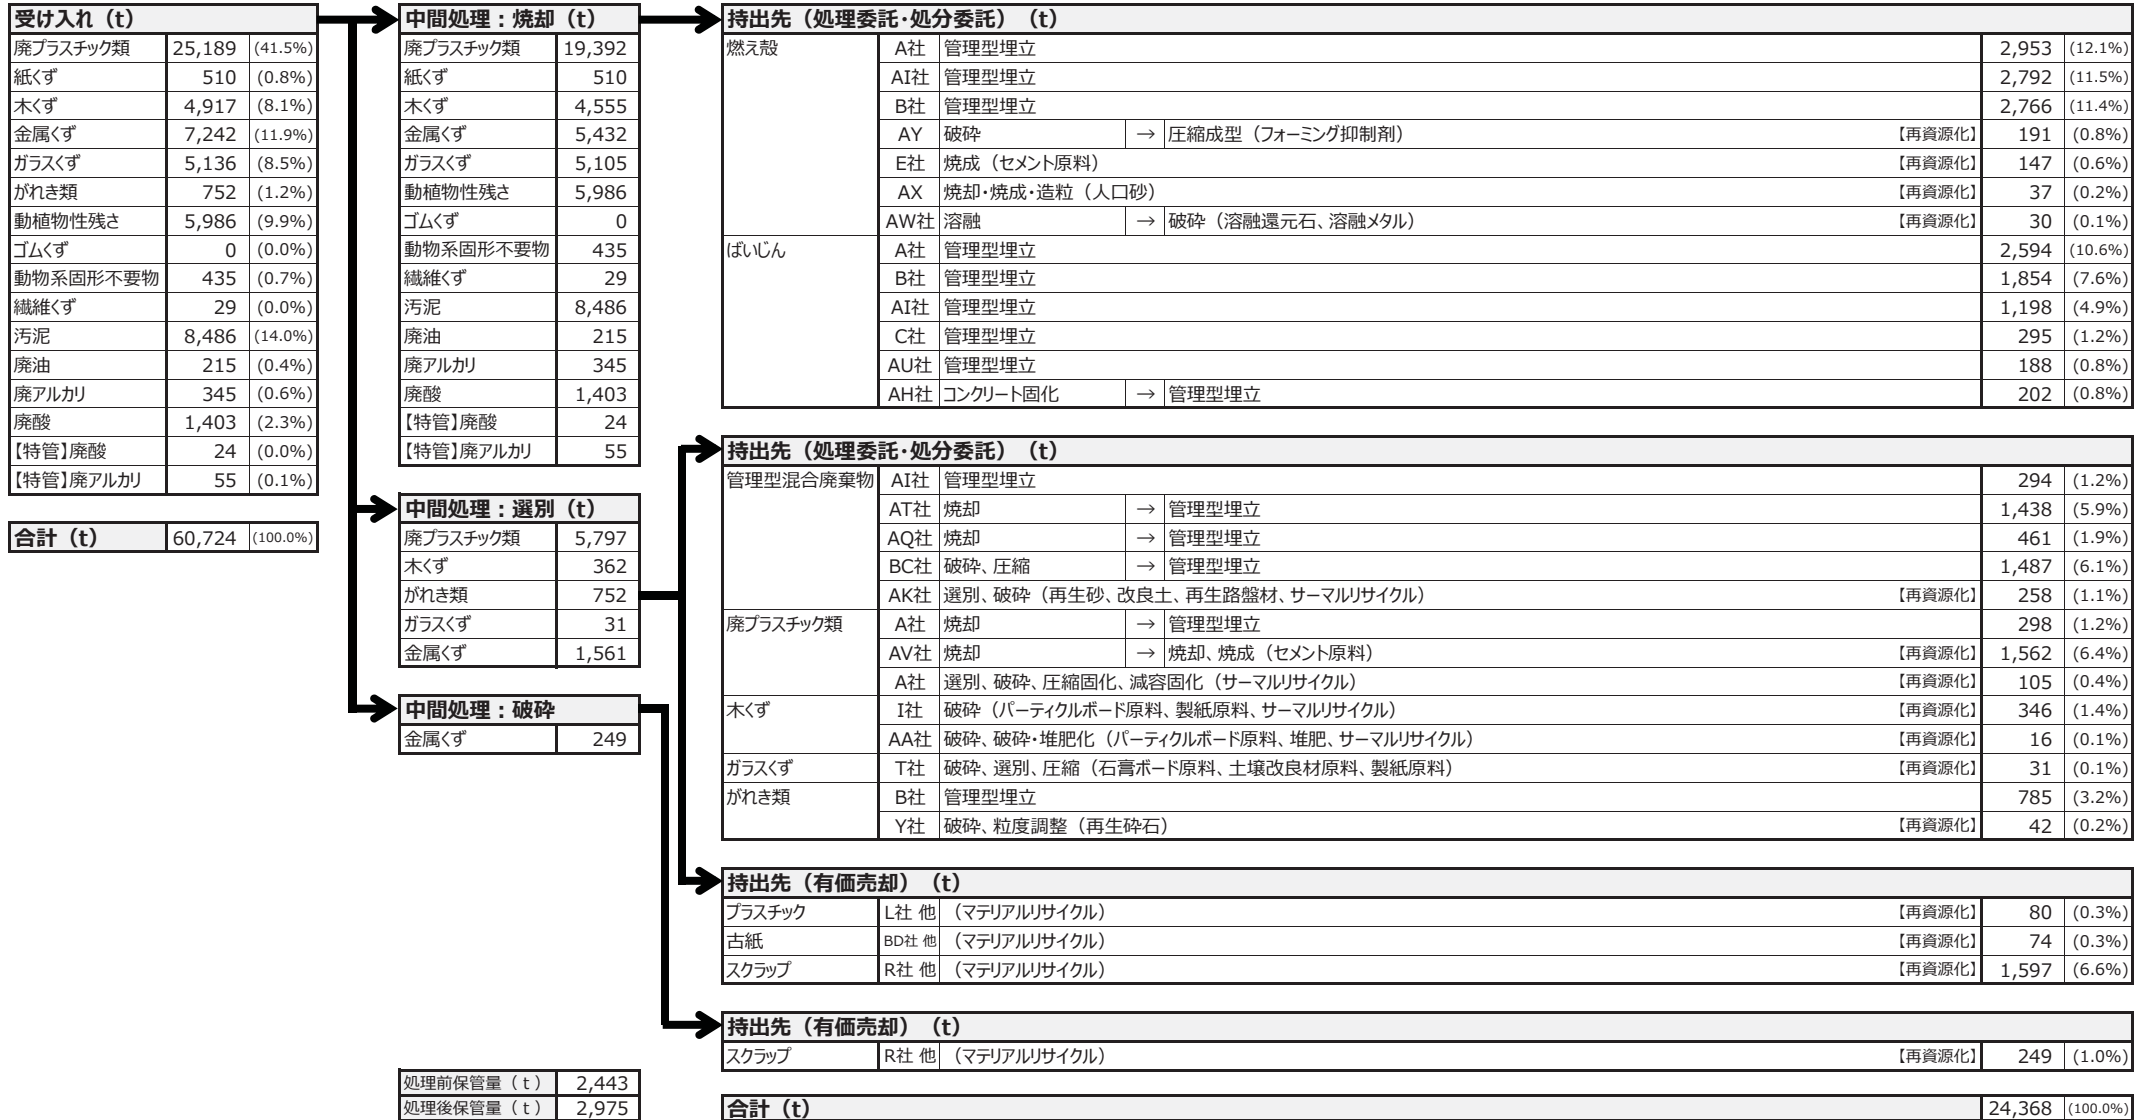 受け入れ（t）
廃プラスチック類 25,189 (41.5%)
紙くず 510 (0.8%)
木くず 4,917 (8.1%)
金属くず 7,242 (11.9%)
ガラスくず 5,136 (8.5%)
がれき類 752 (1.2%)
動植物性残さ 5,986 (9.9%)
ゴムくず 0 (0.0%)
動物系固形不要物 435 (0.7%)
繊維くず 29 (0.0%)
汚泥 8,486 (14.0%)
廃油 215 (0.4%)
廃アルカリ 345 (0.6%)
廃酸 1,403 (2.3%)
【特管】廃酸 24 (0.0%)
【特管】廃アルカリ 55 (0.1%)
合計（t） 60,724 (100.0%)
中間処理：焼却（t）
廃プラスチック類 19,392
紙くず 510
木くず 4,555
金属くず 5,432
ガラスくず 5,105
動植物性残さ 5,986
ゴムくず 0
動物系固形不要物 435
繊維くず 29
汚泥 8,486
廃油 215
廃アルカリ 345
廃酸 1,403
【特管】廃酸 24
【特管】廃アルカリ 55
中間処理：選別（t）
廃プラスチック類 5,797
木くず 362
がれき類 752
ガラスくず 31
金属くず 1,561
中間処理：破砕
金属くず 249
処理前保管量（ｔ） 2,443
処理後保管量（ｔ） 2,975
持出先（処理委託・処分委託）（t）
燃え殻 A社 管理型埋立 2,953 (12.1%)
AI社 管理型埋立 2,792 (11.5%)
B社 管理型埋立 2,766 (11.4%)
AY 破砕 → 圧縮成型（フォーミング抑制剤） 【再資源化】 191 (0.8%)
E社 焼成（セメント原料） 【再資源化】 147 (0.6%)
AX 焼却・焼成・造粒（人口砂） 【再資源化】 37 (0.2%)
AW社 溶融 → 破砕（溶融還元石、溶融メタル） 【再資源化】 30 (0.1%)
ばいじん A社 管理型埋立 2,594 (10.6%)
B社 管理型埋立 1,854 (7.6%)
AI社 管理型埋立 1,198 (4.9%)
C社 管理型埋立 295 (1.2%)
AU社 管理型埋立 188 (0.8%)
AH社 コンクリート固化 → 管理型埋立 202 (0.8%)
持出先（処理委託・処分委託）（t）
管理型混合廃棄物 AI社 管理型埋立 294 (1.2%)
AT社 焼却 → 管理型埋立 1,438 (5.9%)
AQ社 焼却 → 管理型埋立 461 (1.9%)
BC社 破砕、圧縮 → 管理型埋立 1,487 (6.1%)
AK社 選別、破砕（再生砂、改良土、再生路盤材、サーマルリサイクル） 【再資源化】 258 (1.1%)
廃プラスチック類 A社 焼却 → 管理型埋立 298 (1.2%)
AV社 焼却 → 焼却、焼成（セメント原料） 【再資源化】 1,562 (6.4%)
A社 選別、破砕、圧縮固化、減容固化（サーマルリサイクル） 【再資源化】 105 (0.4%)
木くず I社 破砕（パーティクルボード原料、製紙原料、サーマルリサイクル） 【再資源化】 346 (1.4%)
AA社 破砕、破砕・堆肥化（パーティクルボード原料、堆肥、サーマルリサイクル） 【再資源化】 16 (0.1%)
ガラスくず T社 破砕、選別、圧縮（石膏ボード原料、土壌改良材原料、製紙原料） 【再資源化】 31 (0.1%)
がれき類 B社 管理型埋立 785 (3.2%)
Y社 破砕、粒度調整（再生砕石） 【再資源化】 42 (0.2%)
持出先（有価売却）（t）
プラスチック L社 他 （マテリアルリサイクル） 【再資源化】 80 (0.3%)
古紙 BD社 他 （マテリアルリサイクル） 【再資源化】 74 (0.3%)
スクラップ R社 他 （マテリアルリサイクル） 【再資源化】 1,597 (6.6%)
持出先（有価売却）（t）
スクラップ R社 他 （マテリアルリサイクル） 【再資源化】 249 (1.0%)
合計（t） 24,368 (100.0%)